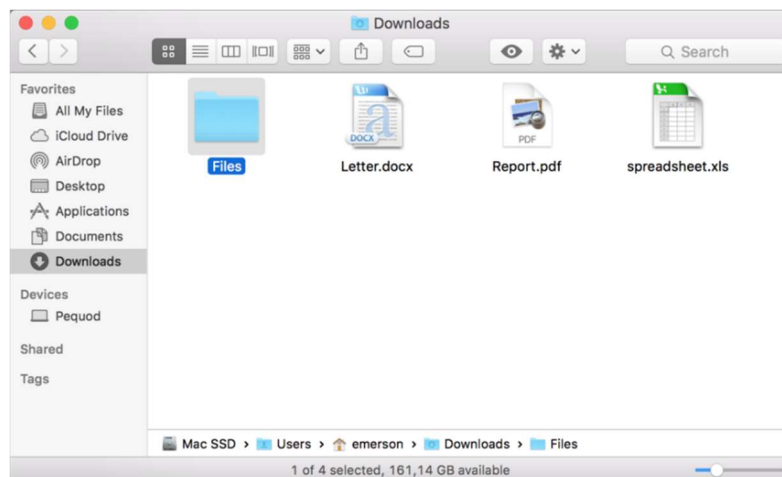 Downloads
Search
Favorites
All My Files
iCloud Drive
AirDrop
Desktop
Applications
Documents
Downloads
Devices
Pequod
Shared
Tags
W
a
DOCX
PDF
X
Files
Letter.docx
Report.pdf
spreadsheet.xls
Mac SSD › Users › emerson › Downloads › Files
1 of 4 selected, 161,14 GB available